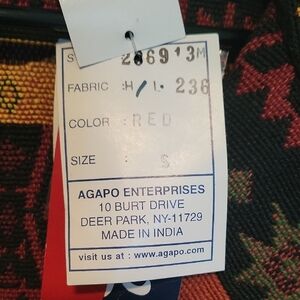 FABRIC : H/L. 236
COLOR : RED
SIZE : S
AGAPO ENTERPRISES
10 BURT DRIVE
DEER PARK, NY-11729
MADE IN INDIA
visit us at : www.agapo.com